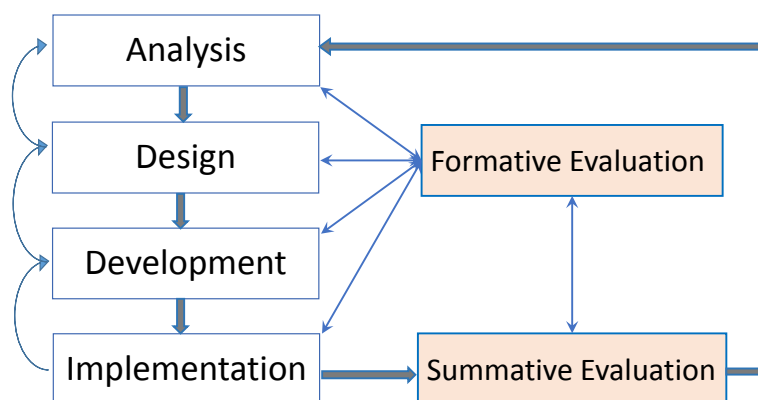 Analysis
Design
Formative Evaluation
Development
Implementation
Summative Evaluation